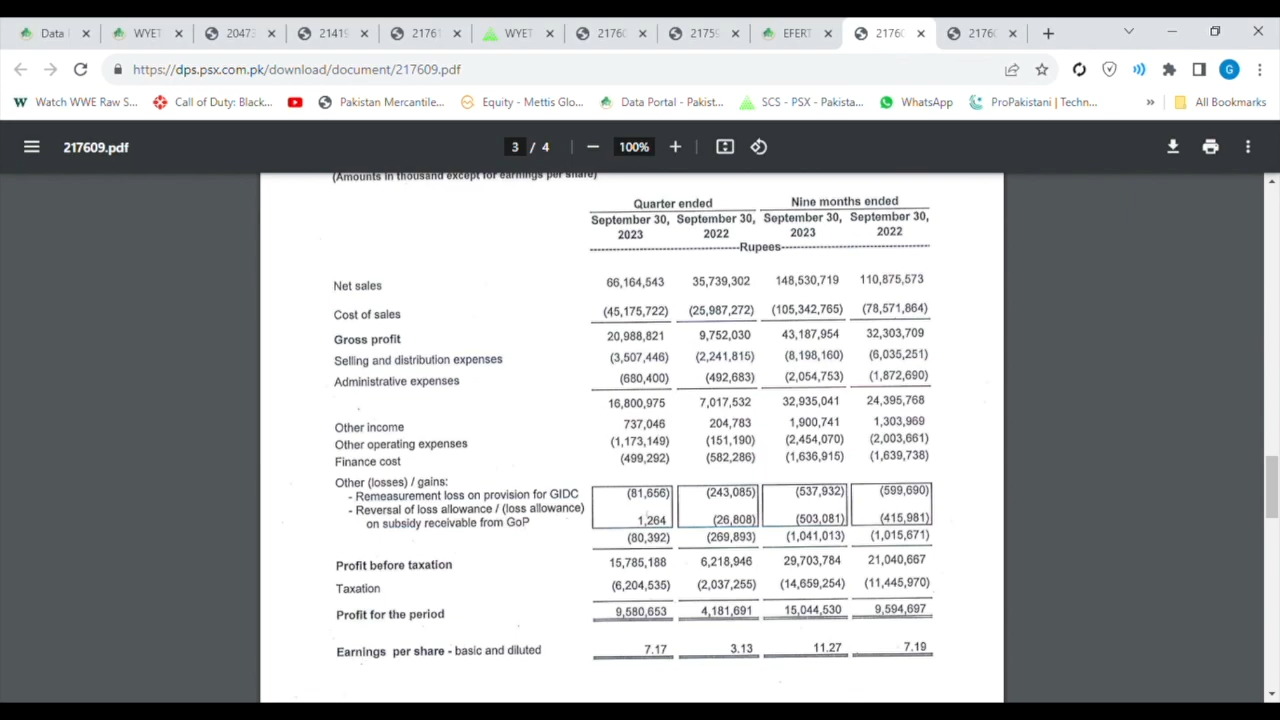 Data
WYET
2047
21419
21761
WYET
2176
2175
EFERT
2176
2176
https://dps.psx.com.pk/download/document/217609.pdf
G
Watch WWE Raw S...
Call of Duty: Black...
Pakistan Mercantile...
Equity - Mettis Glo...
Data Portal - Pakist...
SCS - PSX - Pakista...
WhatsApp
ProPakistani | Techn...
»
All Bookmarks
217609.pdf
3 / 4
100%
(Amounts in thousand except for earnings per share)
Quarter ended Nine months ended
September 30, September 30, September 30, September 30,
2023 2022 2023 2022
-----Rupees-----
Net sales 66,164,543 35,739,302 148,530,719 110,875,573
Cost of sales (45,175,722) (25,987,272) (105,342,765) (78,571,864)
Gross profit 20,988,821 9,752,030 43,187,954 32,303,709
Selling and distribution expenses (3,507,446) (2,241,815) (8,198,160) (6,035,251)
Administrative expenses (680,400) (492,683) (2,054,753) (1,872,690)
16,800,975 7,017,532 32,935,041 24,395,768
Other income 737,046 204,783 1,900,741 1,303,969
Other operating expenses (1,173,149) (151,190) (2,454,070) (2,003,661)
Finance cost (499,292) (582,286) (1,636,915) (1,639,738)
Other (losses) / gains:
- Remeasurement loss on provision for GIDC (81,656) (243,085) (537,932) (599,690)
- Reversal of loss allowance / (loss allowance)
on subsidy receivable from GoP 1,264 (26,808) (503,081) (415,981)
(80,392) (269,893) (1,041,013) (1,015,671)
Profit before taxation 15,785,188 6,218,946 29,703,784 21,040,667
Taxation (6,204,535) (2,037,255) (14,659,254) (11,445,970)
Profit for the period 9,580,653 4,181,691 15,044,530 9,594,697
Earnings per share - basic and diluted 7.17 3.13 11.27 7.19